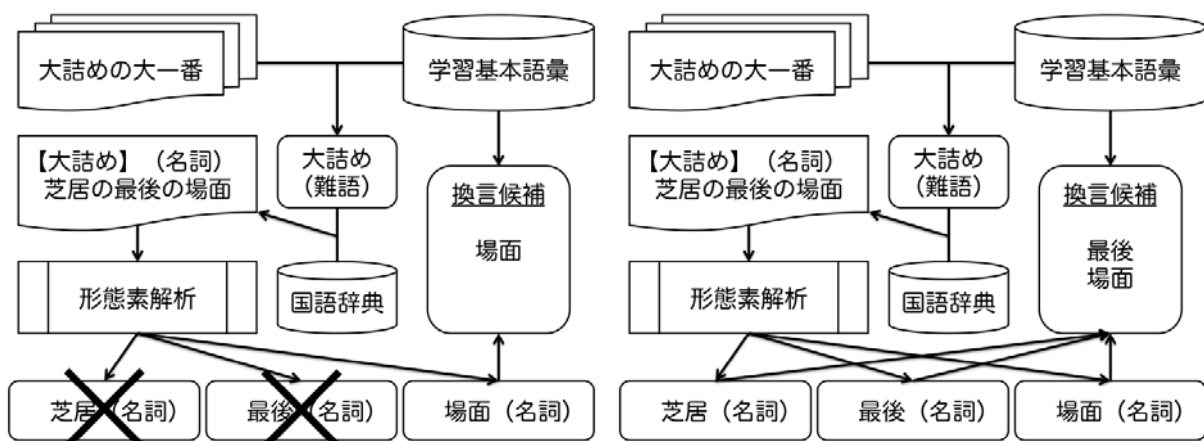 大詰めの大一番
学習基本語彙
【大詰め】（名詞）
芝居の最後の場面
大詰め
（難語）
換言候補
場面
形態素解析
国語辞典
芝居（名詞）
最後（名詞）
場面（名詞）
大詰めの大一番
学習基本語彙
【大詰め】（名詞）
芝居の最後の場面
大詰め
（難語）
換言候補
最後
場面
形態素解析
国語辞典
芝居（名詞）
最後（名詞）
場面（名詞）